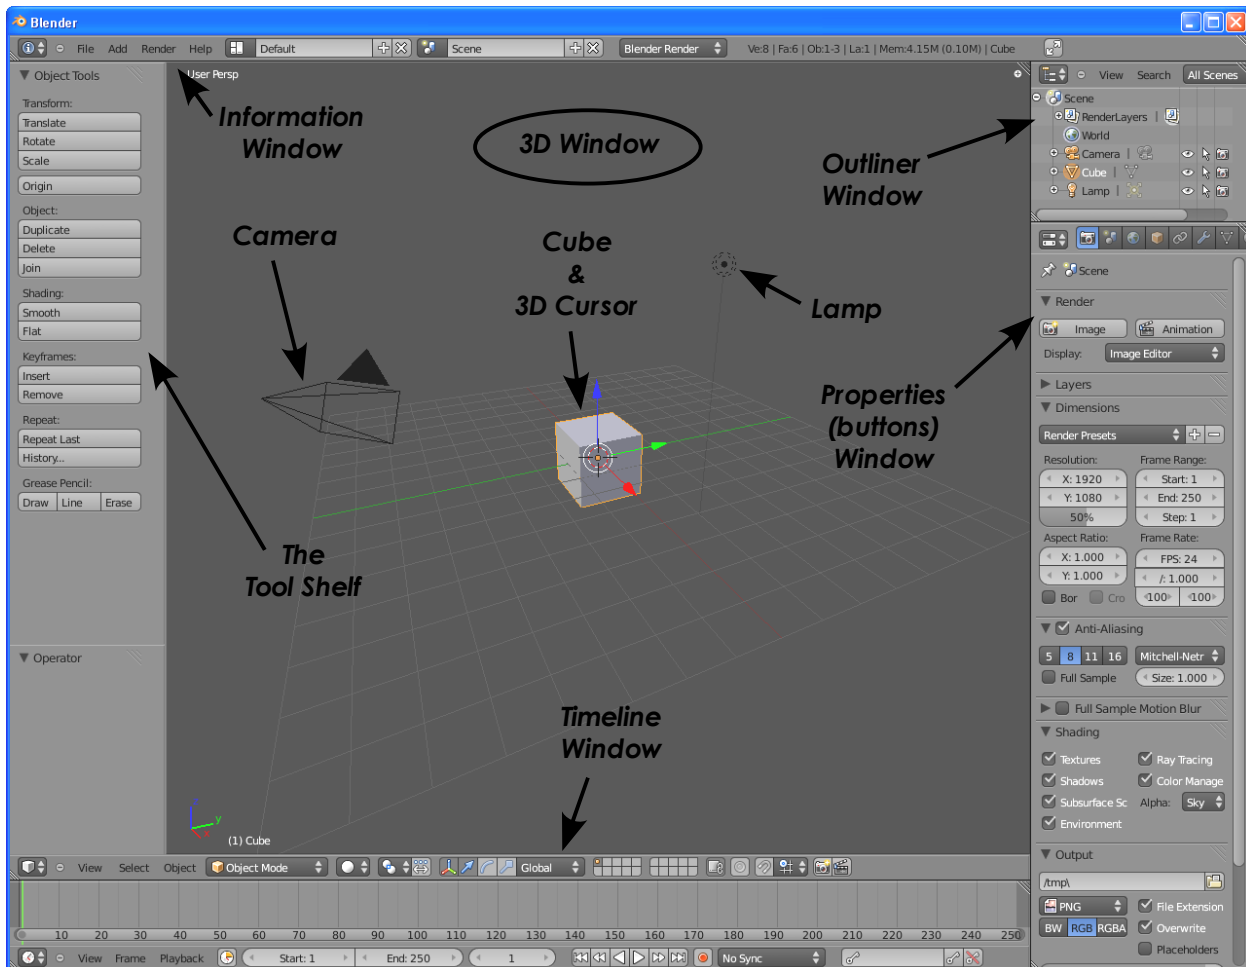 Blender
File Add Render Help Default Scene Blender Render Ve:8 | Fa:6 | Ob:1-3 | La:1 | Mem:4.15M (0.10M) | Cube
Object Tools
Transform:
Translate
Rotate
Scale
Origin
Object:
Duplicate
Delete
Join
Shading:
Smooth
Flat
Keyframes:
Insert
Remove
Repeat:
Repeat Last
History...
Grease Pencil:
Draw Line Erase
Operator
User Persp
Information
Window
3D Window
Camera
Cube
&
3D Cursor
Lamp
Outliner
Window
Properties
(buttons)
Window
The
Tool Shelf
Timeline
Window
z
y
x
(1) Cube
View Search All Scenes
Scene
RenderLayers |
World
Camera |
Cube |
Lamp |
Scene
Render
Image Animation
Display: Image Editor
Layers
Dimensions
Render Presets
Resolution: Frame Range:
X: 1920 Start: 1
Y: 1080 End: 250
50% Step: 1
Aspect Ratio: Frame Rate:
X: 1.000 FPS: 24
Y: 1.000 /: 1.000
Bor Cro 100 100
Anti-Aliasing
5 8 11 16 Mitchell-Netr
Full Sample Size: 1.000
Full Sample Motion Blur
Shading
Textures Ray Tracing
Shadows Color Manage
Subsurface Sc Alpha: Sky
Environment
Output
/tmp\
PNG File Extension
BW RGB RGBA Overwrite
Placeholders
View Select Object Object Mode Global
0 10 20 30 40 50 60 70 80 90 100 110 120 130 140 150 160 170 180 190 200 210 220 230 240 250
View Frame Playback Start: 1 End: 250 1 No Sync